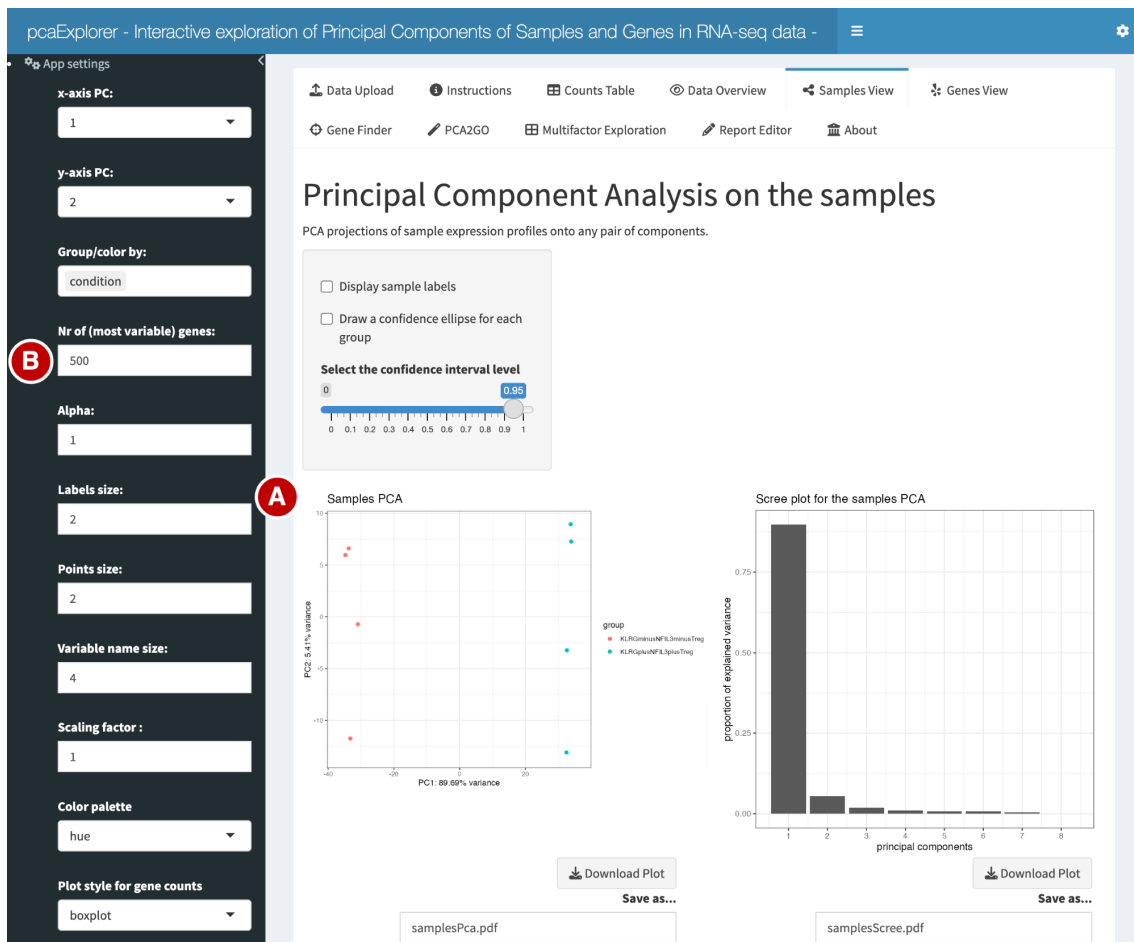 pcaExplorer - Interactive exploration of Principal Components of Samples and Genes in RNA-seq data -
App settings
x-axis PC:
1
y-axis PC:
2
Group/color by:
condition
Nr of (most variable) genes:
B
500
Alpha:
1
Labels size:
2
Points size:
2
Variable name size:
4
Scaling factor :
1
Color palette
hue
Plot style for gene counts
boxplot
Data Upload Instructions Counts Table Data Overview Samples View Genes View
Gene Finder PCA2GO Multifactor Exploration Report Editor About
Principal Component Analysis on the samples
PCA projections of sample expression profiles onto any pair of components.
Display sample labels
Draw a confidence ellipse for each
group
Select the confidence interval level
0 0.95
0 0.1 0.2 0.3 0.4 0.5 0.6 0.7 0.8 0.9 1
A
Samples PCA
10
5
0
-5
-10
PC2: 5.41% variance
-40 -20 0 20
PC1: 89.69% variance
group
KLRGminusNFIL3minusTreg
KLRGplusNFIL3plusTreg
Download Plot
Save as...
samplesPca.pdf
Scree plot for the samples PCA
0.75
0.50
0.25
0.00
proportion of explained variance
1 2 3 4 5 6 7 8
principal components
Download Plot
Save as...
samplesScree.pdf